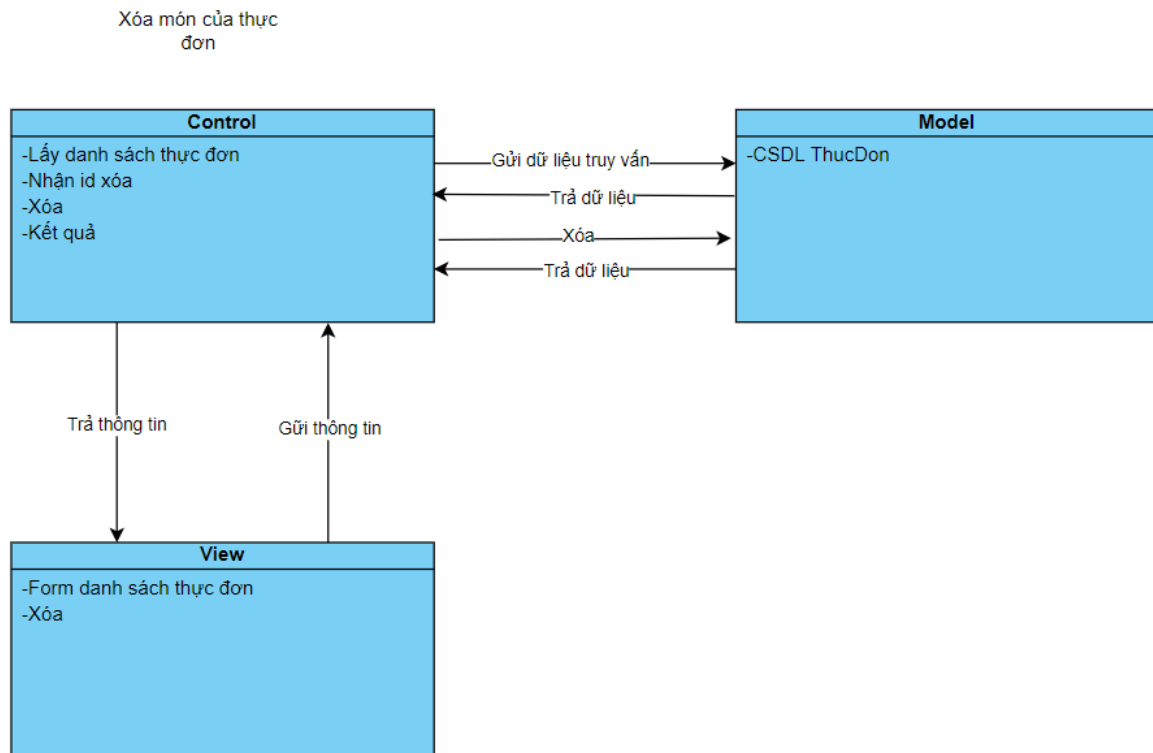 Xóa món của thực
đơn
Control
-Lấy danh sách thực đơn
-Nhận id xóa
-Xóa
-Kết quả
Gửi dữ liệu truy vấn
Trả dữ liệu
Xóa
Trả dữ liệu
Model
-CSDL ThucDon
Trả thông tin
Gữi thông tin
View
-Form danh sách thực đơn
-Xóa